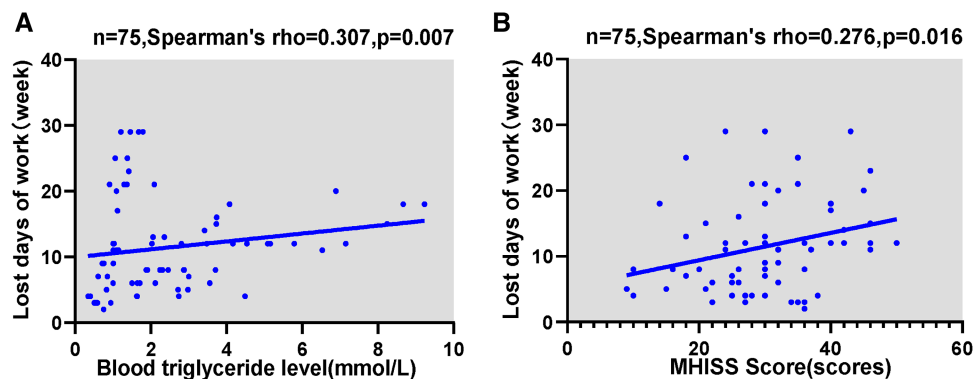 A
n=75,Spearman's rho=0.307,p=0.007
Lost days of work(week)
40
30
20
10
0
0 2 4 6 8 10
Blood triglyceride level(mmol/L)
B
n=75,Spearman's rho=0.276,p=0.016
Lost days of work(week)
40
30
20
10
0
0 20 40 60
MHISS Score(scores)